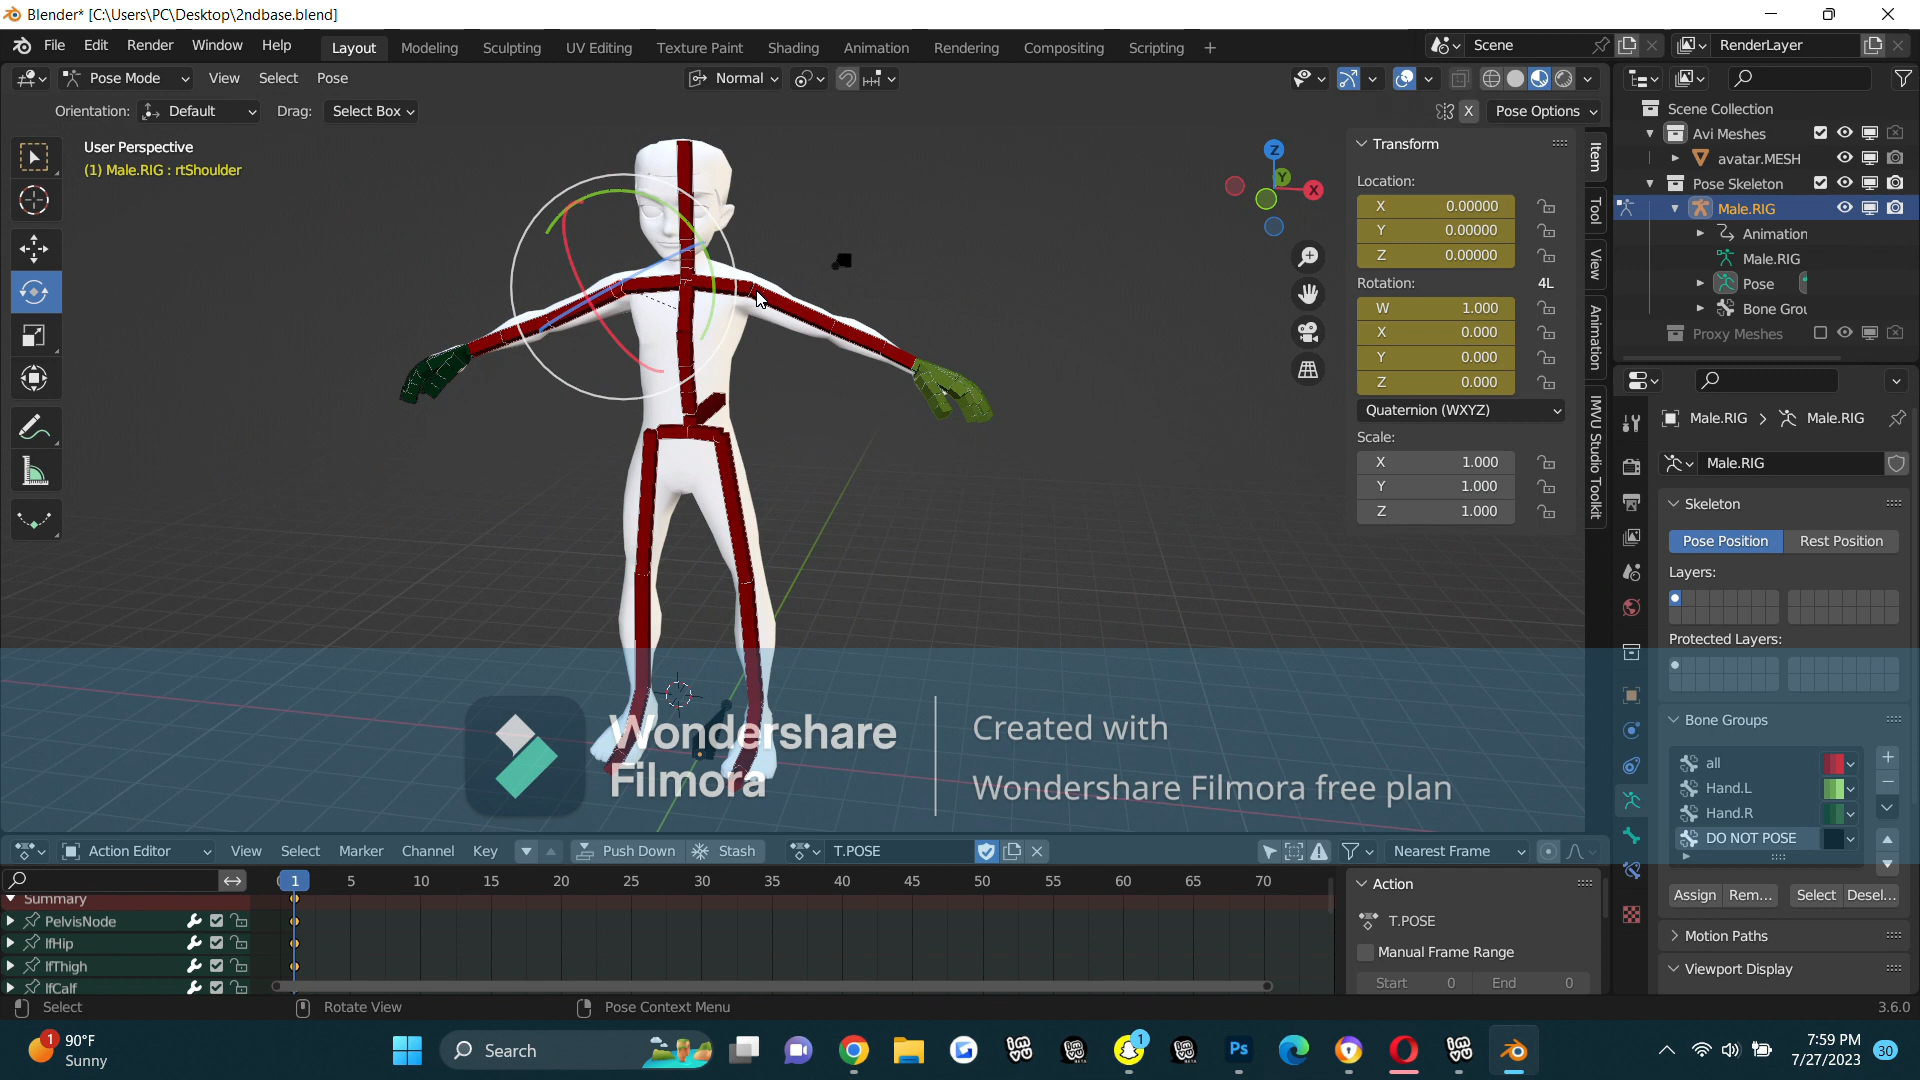 Blender* [C:\Users\PC\Desktop\2ndbase.blend]
File Edit Render Window Help Layout Modeling Sculpting UV Editing Texture Paint Shading Animation Rendering Compositing Scripting + Scene RenderLayer
Pose Mode View Select Pose Normal
Orientation: Default Drag: Select Box X Pose Options
User Perspective
(1) Male.RIG : rtShoulder
Z
Y
X
Transform
Location:
X 0.00000
Y 0.00000
Z 0.00000
Rotation: 4L
W 1.000
X 0.000
Y 0.000
Z 0.000
Quaternion (WXYZ)
Scale:
X 1.000
Y 1.000
Z 1.000
Item
Tool
View
Animation
IMVU Studio Toolkit
Scene Collection
Avi Meshes
avatar.MESH
Pose Skeleton
Male.RIG
Animation
Male.RIG
Pose
Bone Grou
Proxy Meshes
Male.RIG > Male.RIG
Male.RIG
Skeleton
Pose Position Rest Position
Layers:
Protected Layers:
Bone Groups
all
Hand.L
Hand.R
DO NOT POSE
Assign Rem... Select Desel...
Motion Paths
Viewport Display
Wondershare
Filmora
Created with
Wondershare Filmora free plan
Action Editor View Select Marker Channel Key Push Down Stash T.POSE Nearest Frame
1 5 10 15 20 25 30 35 40 45 50 55 60 65 70
Summary
PelvisNode
lfHip
lfThigh
lfCalf
Action
T.POSE
Manual Frame Range
Start 0 End 0
Select Rotate View Pose Context Menu 3.6.0
1
90°F
Sunny
Search
1
Ps
7:59 PM
7/27/2023
30